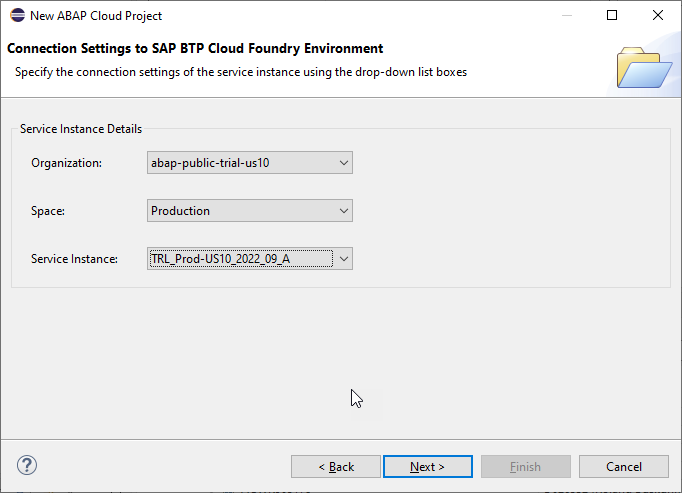 New ABAP Cloud Project
Connection Settings to SAP BTP Cloud Foundry Environment
Specify the connection settings of the service instance using the drop-down list boxes
Service Instance Details
Organization: abap-public-trial-us10
Space: Production
Service Instance: TRL_Prod-US10_2022_09_A
? < Back Next > Finish Cancel